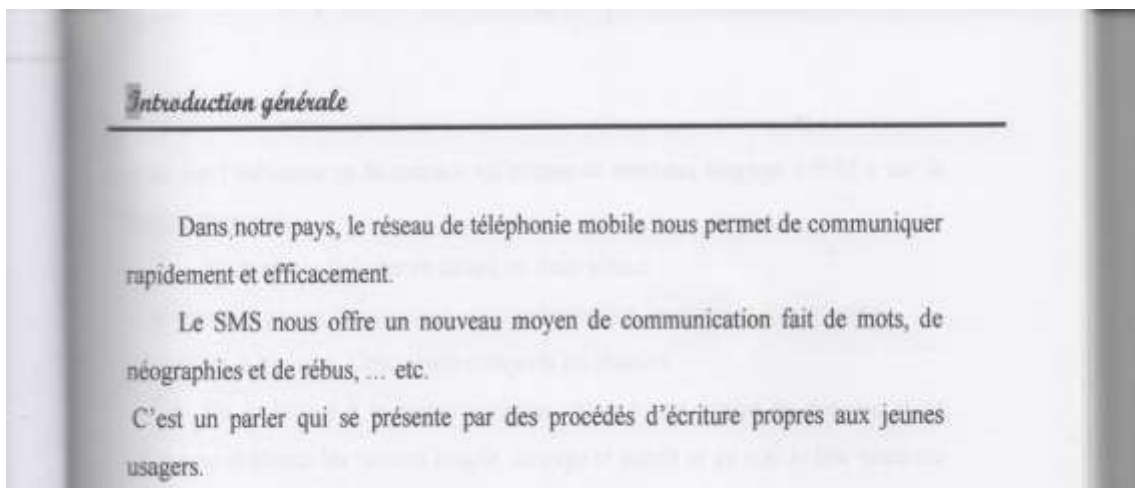 Introduction générale
Dans notre pays, le réseau de téléphonie mobile nous permet de communiquer
rapidement et efficacement.
Le SMS nous offre un nouveau moyen de communication fait de mots, de
néographies et de rébus, ... etc.
C'est un parler qui se présente par des procédés d'écriture propres aux jeunes
usagers.